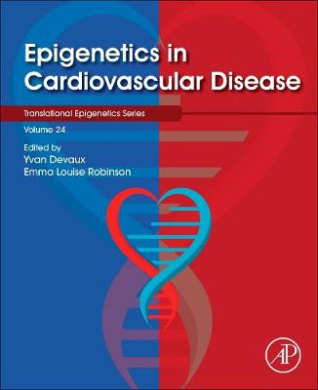 Epigenetics in
Cardiovascular Disease
Translational Epigenetics Series
Volume 24
Edited by
Yvan Devaux
Emma Louise Robinson
AP